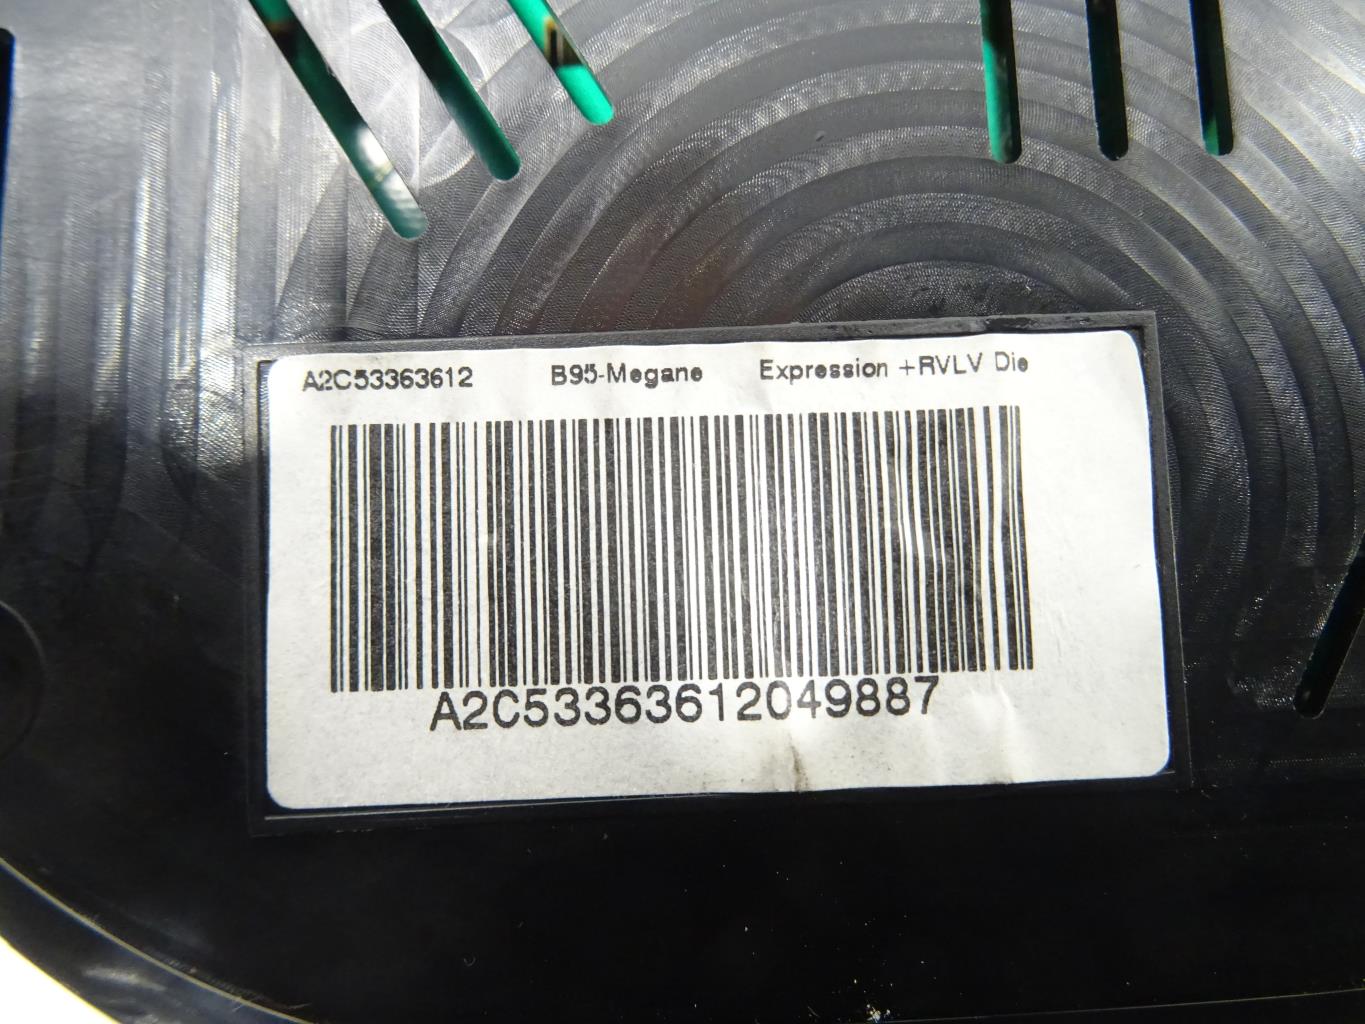 A2C53363612 B95-Megane Expression +RVLV Die
A2C53363612049887